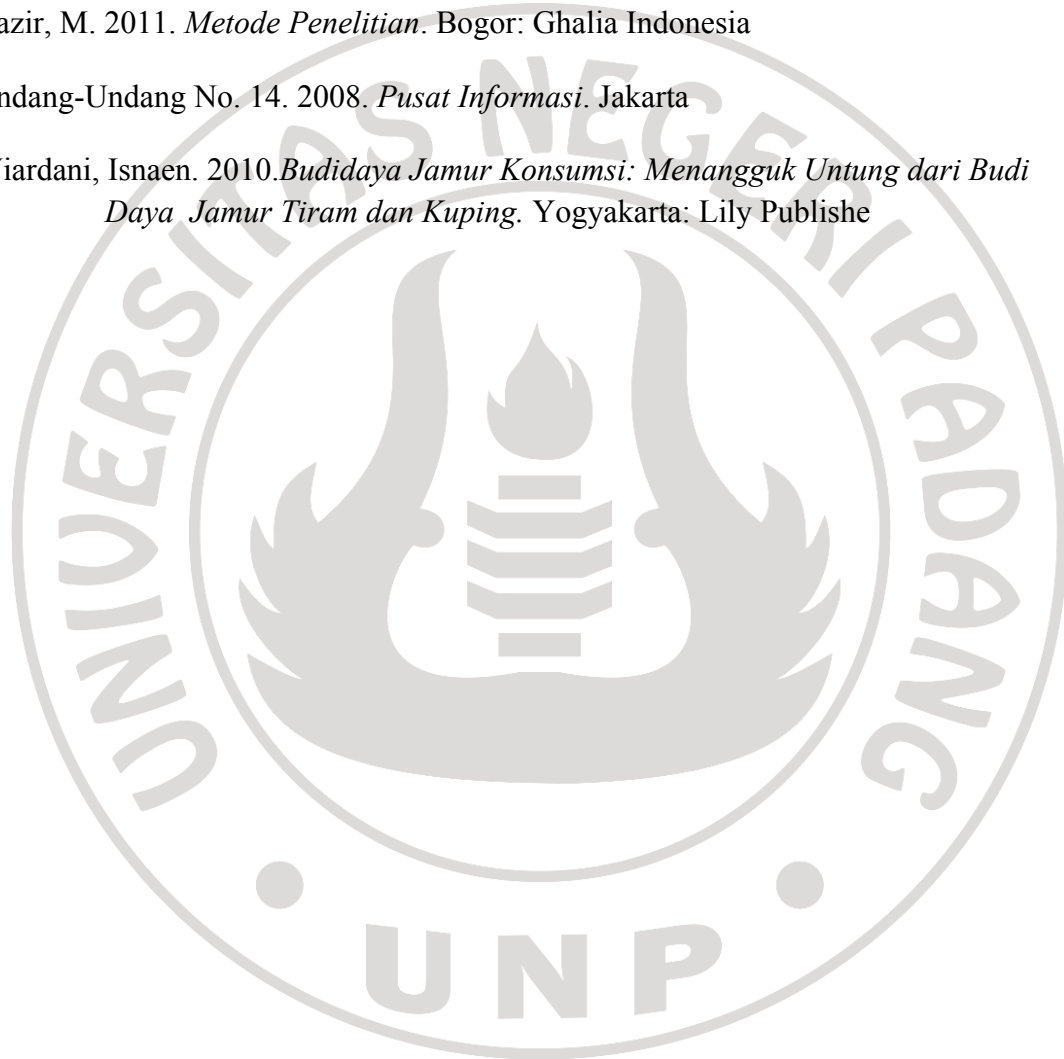 azir, M. 2011. Metode Penelitian. Bogor: Ghalia Indonesia
ndang-Undang No. 14. 2008. Pusat Informasi. Jakarta
iardani, Isnaen. 2010.Budidaya Jamur Konsumsi: Menangguk Untung dari Budi
Daya Jamur Tiram dan Kuping. Yogyakarta: Lily Publishe
UNIVERSITAS NEGERI PADANG
UNP